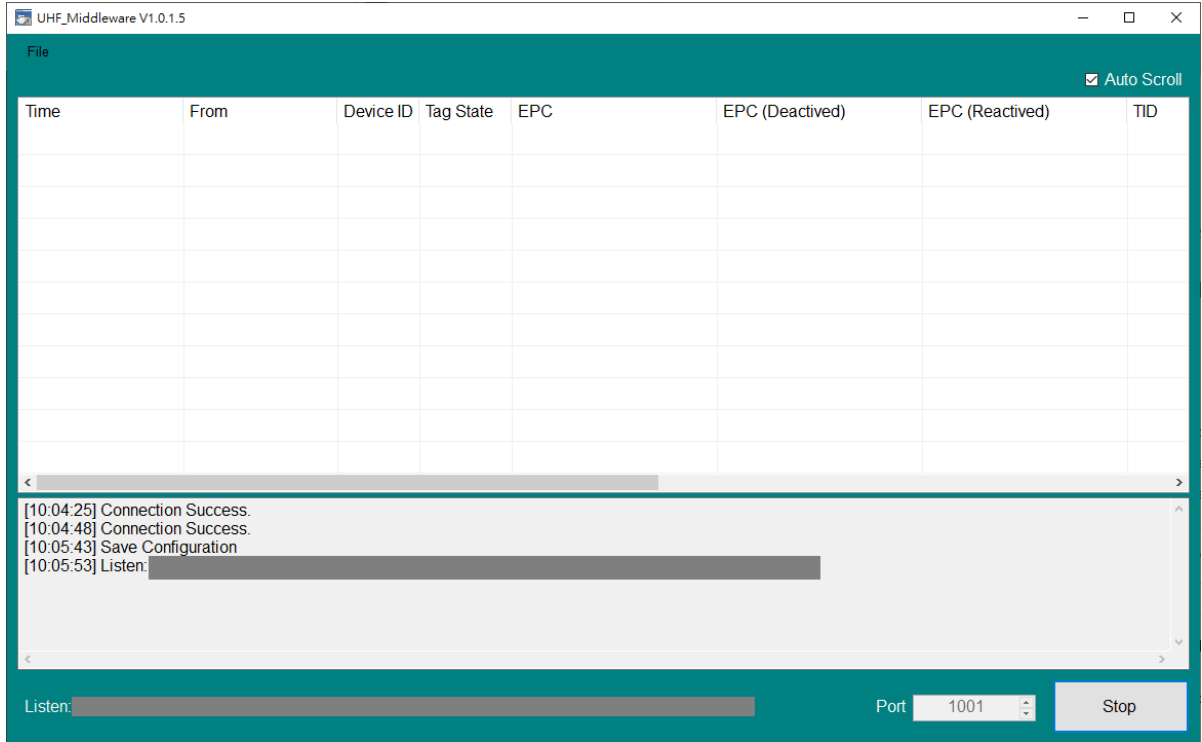 UHF_Middleware V1.0.1.5
File
Auto Scroll
Time From Device ID Tag State EPC EPC (Deactived) EPC (Reactived) TID
[10:04:25] Connection Success.
[10:04:48] Connection Success.
[10:05:43] Save Configuration
[10:05:53] Listen:
Listen: Port 1001 Stop